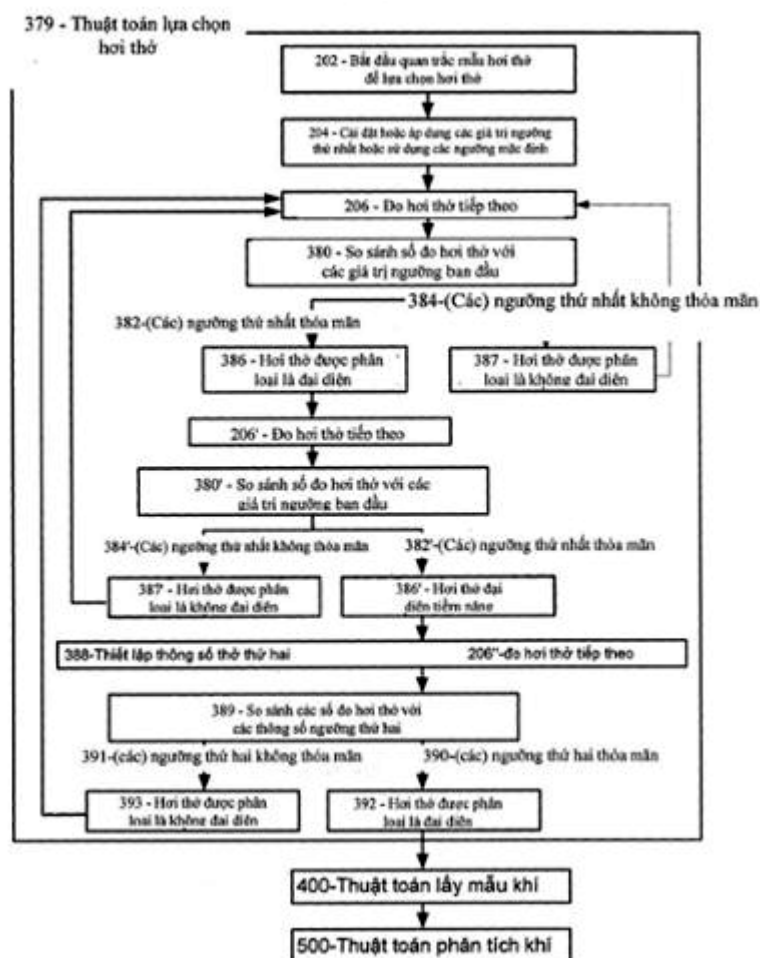 379 - Thuật toán lựa chọn
hơi thở
202 - Bắt đầu quan trắc mẫu hơi thở
để lựa chọn hơi thở
204 - Cài đặt hoặc áp dụng các giá trị ngưỡng
thứ nhất hoặc sử dụng các ngưỡng mặc định
206 - Đo hơi thở tiếp theo
380 - So sánh số đo hơi thở với
các giá trị ngưỡng ban đầu
384-(Các) ngưỡng thứ nhất không thỏa mãn
382-(Các) ngưỡng thứ nhất thỏa mãn
386 - Hơi thở được phân
loại là đại diện
387 - Hơi thở được phân
loại là không đại diện
206' - Đo hơi thở tiếp theo
380' - So sánh số đo hơi thở với các
giá trị ngưỡng ban đầu
384'-(Các) ngưỡng thứ nhất không thỏa mãn
382'-(Các) ngưỡng thứ nhất thỏa mãn
387' - Hơi thở được phân
loại là không đại diện
386' - Hơi thở đại
diện tiềm năng
388-Thiết lập thông số thở thứ hai
206''-đo hơi thở tiếp theo
389 - So sánh các số đo hơi thở với
các thông số ngưỡng thứ hai
391-(các) ngưỡng thứ hai không thỏa mãn
390-(các) ngưỡng thứ hai thỏa mãn
393 - Hơi thở được phân
loại là không đại diện
392 - Hơi thở được phân
loại là đại diện
400-Thuật toán lấy mẫu khí
500-Thuật toán phân tích khí